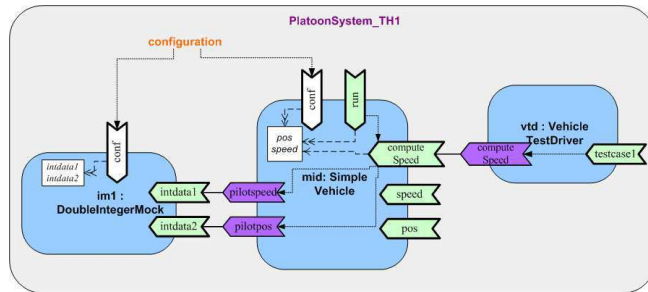 PlatoonSystem_TH1
configuration
conf
run
pos
speed
conf
intdata1
intdata2
im1 :
DoubleIntegerMock
intdata1
intdata2
pilotspeed
pilotpos
mid: Simple
Vehicle
compute
Speed
speed
pos
compute
Speed
vtd : Vehicle
TestDriver
testcase1